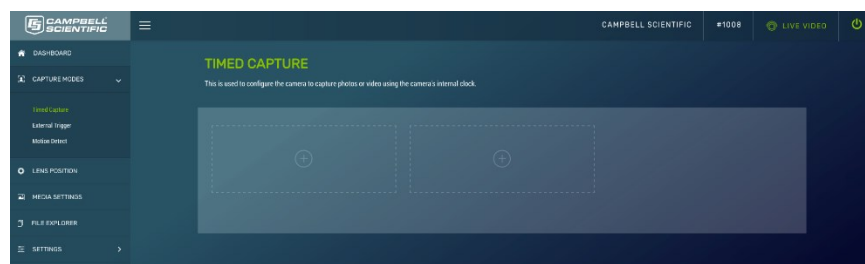 CAMPBELL SCIENTIFIC
CAMPBELL SCIENTIFIC #1008 LIVE VIDEO
DASHBOARD
CAPTURE MODES
Timed Capture
External Trigger
Motion Detect
LENS POSITION
MEDIA SETTINGS
FILE EXPLORER
SETTINGS
TIMED CAPTURE
This is used to configure the camera to capture photos or video using the camera's internal clock.